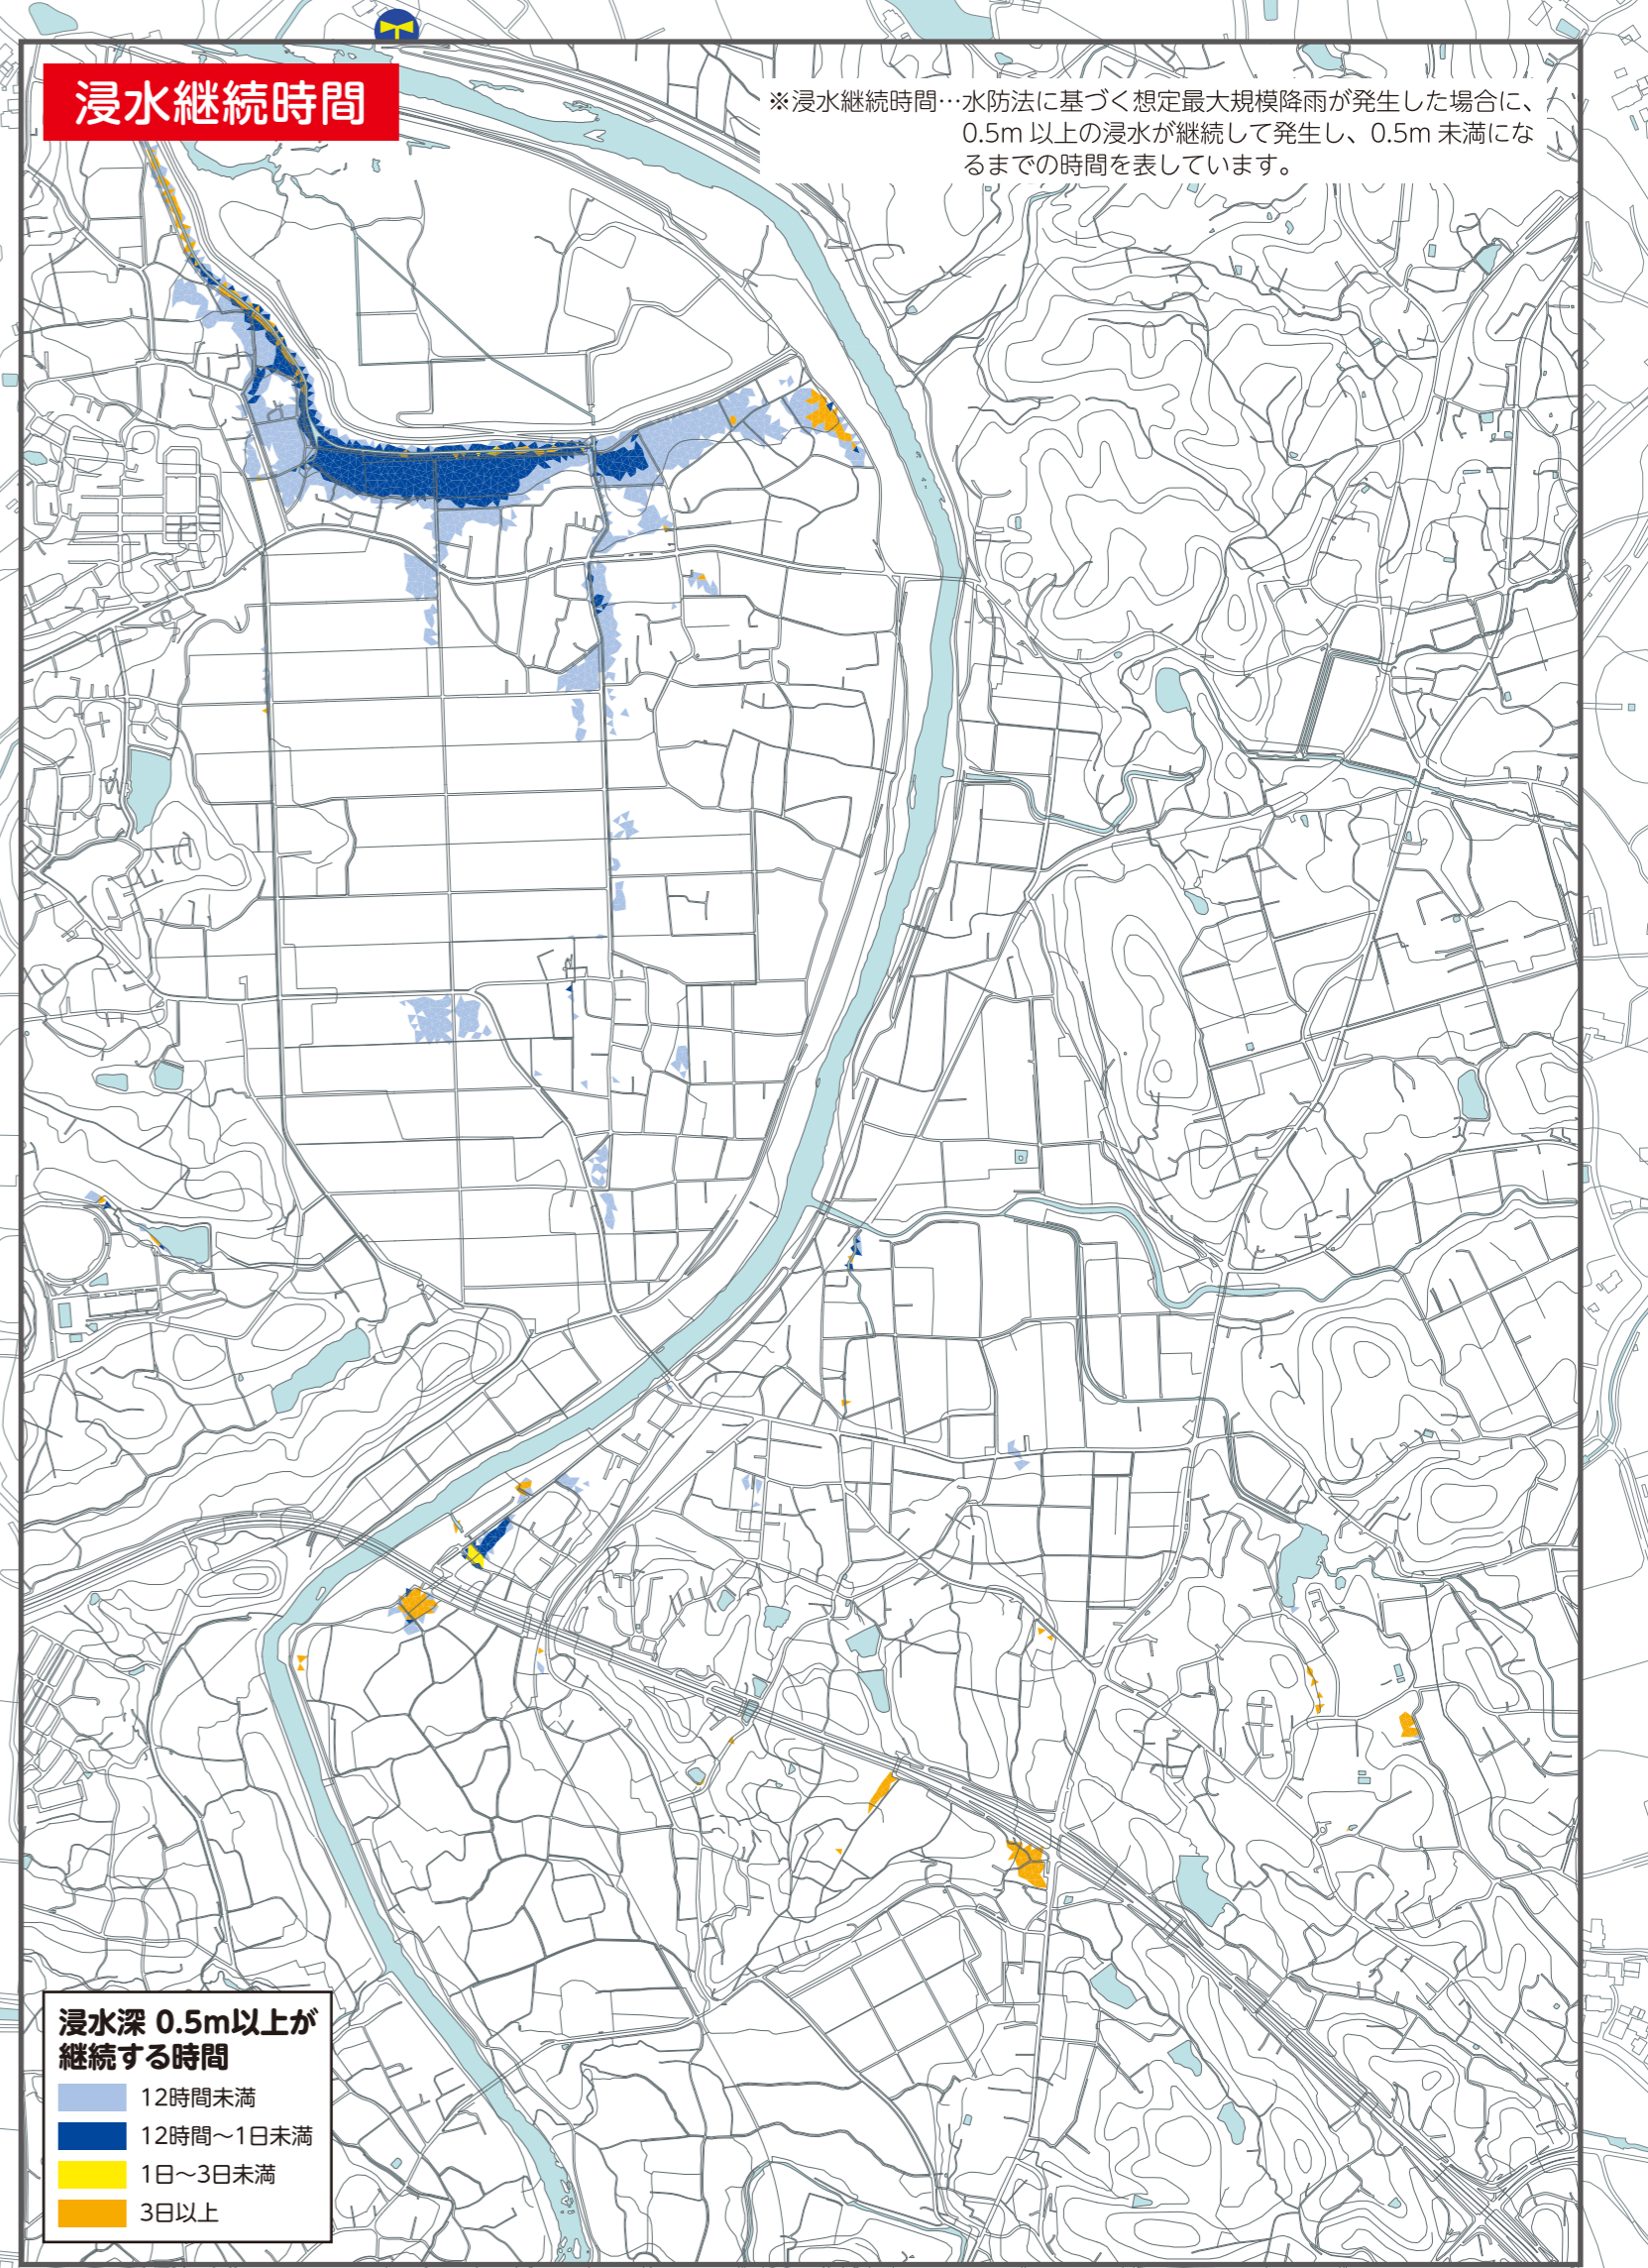 浸水継続時間
※浸水継続時間…水防法に基づく想定最大規模降雨が発生した場合に、
0.5m 以上の浸水が継続して発生し、0.5m 未満にな
るまでの時間を表しています。
浸水深 0.5m以上が
継続する時間
12時間未満
12時間～1日未満
1日～3日未満
3日以上